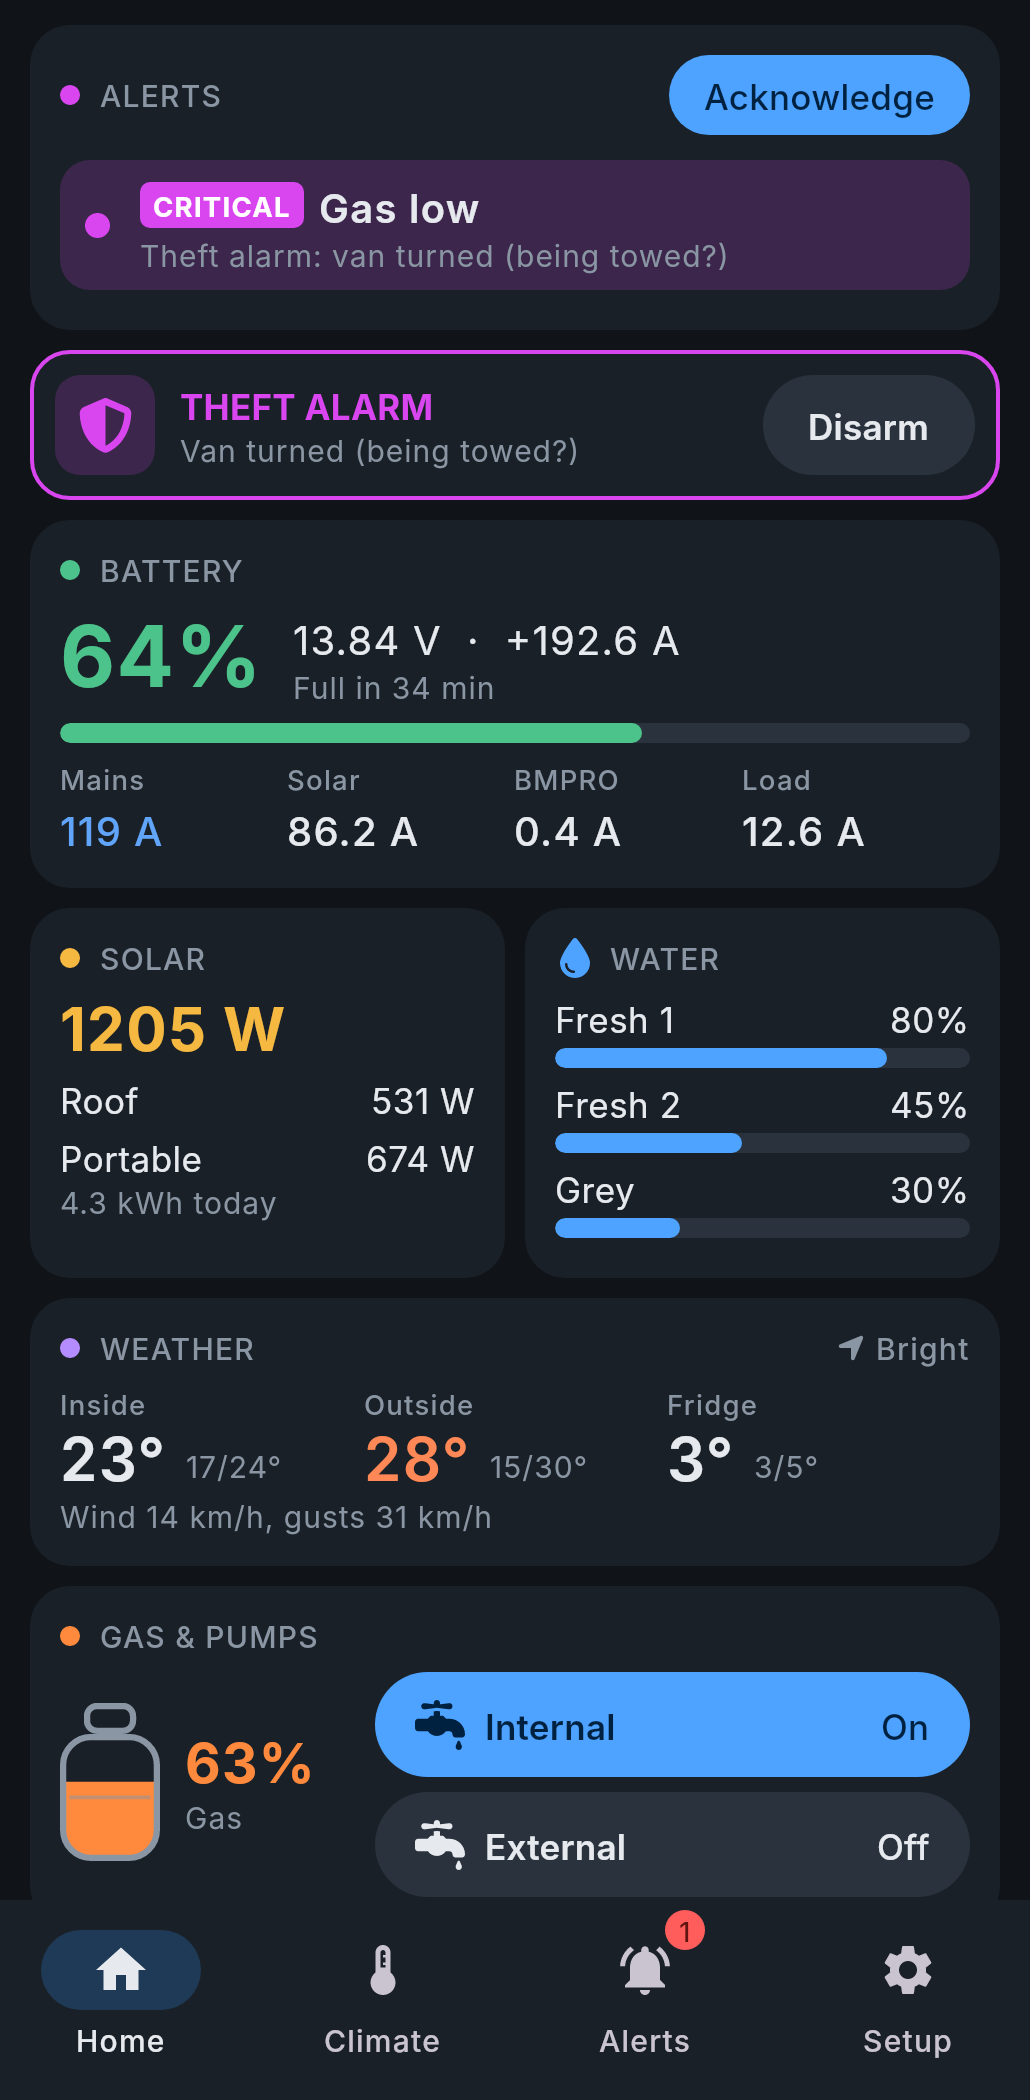 ALERTS
Acknowledge
CRITICAL Gas low
Theft alarm: van turned (being towed?)
THEFT ALARM
Van turned (being towed?)
Disarm
BATTERY
64%
13.84 V · +192.6 A
Full in 34 min
Mains Solar BMPRO Load
119 A 86.2 A 0.4 A 12.6 A
SOLAR
1205 W
Roof 531 W
Portable 674 W
4.3 kWh today
WATER
Fresh 1 80%
Fresh 2 45%
Grey 30%
WEATHER
Bright
Inside Outside Fridge
23° 17/24° 28° 15/30° 3° 3/5°
Wind 14 km/h, gusts 31 km/h
GAS & PUMPS
63%
Gas
Internal On
External Off
1
Home Climate Alerts Setup